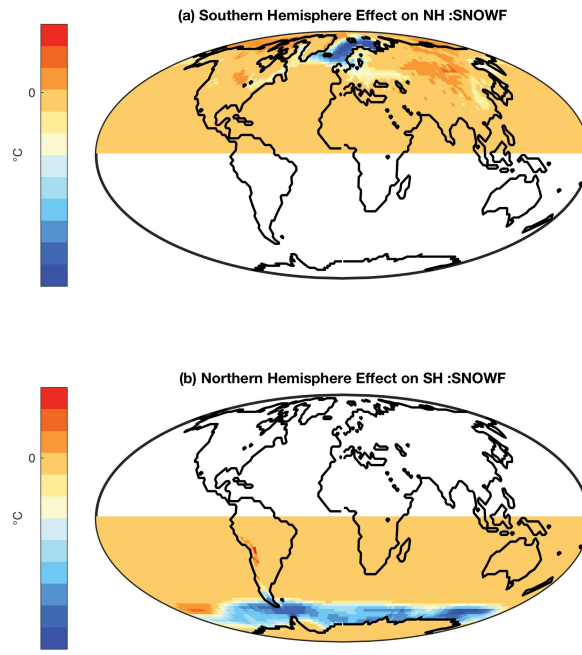 (a) Southern Hemisphere Effect on NH :SNOWF
0
°C
(b) Northern Hemisphere Effect on SH :SNOWF
0
°C